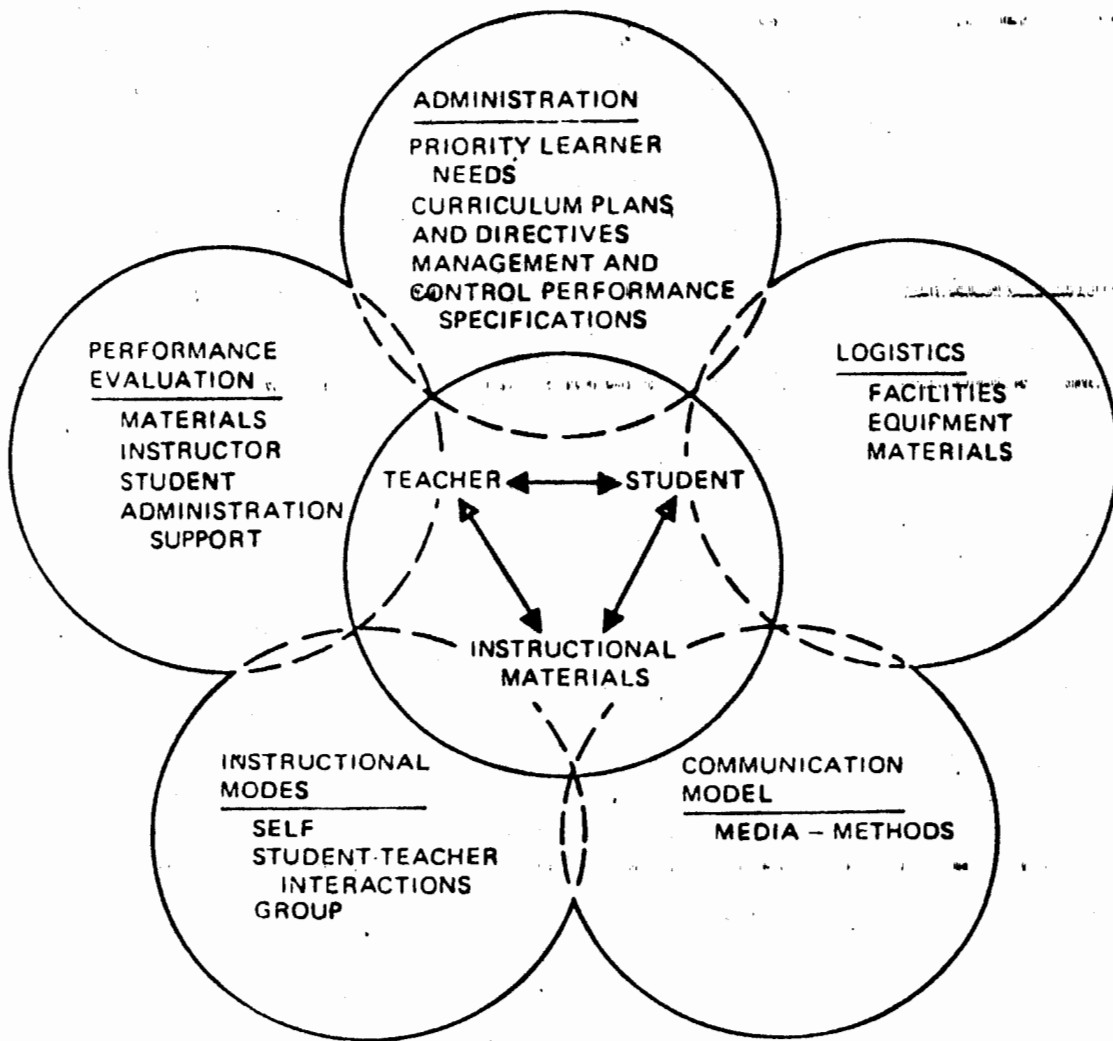 ADMINISTRATION
PRIORITY LEARNER
NEEDS
CURRICULUM PLANS
AND DIRECTIVES
MANAGEMENT AND
CONTROL PERFORMANCE
SPECIFICATIONS
PERFORMANCE
EVALUATION
MATERIALS
INSTRUCTOR
STUDENT
ADMINISTRATION
SUPPORT
LOGISTICS
FACILITIES
EQUIPMENT
MATERIALS
TEACHER
STUDENT
INSTRUCTIONAL
MATERIALS
INSTRUCTIONAL
MODES
SELF
STUDENT-TEACHER
INTERACTIONS
GROUP
COMMUNICATION
MODEL
MEDIA – METHODS